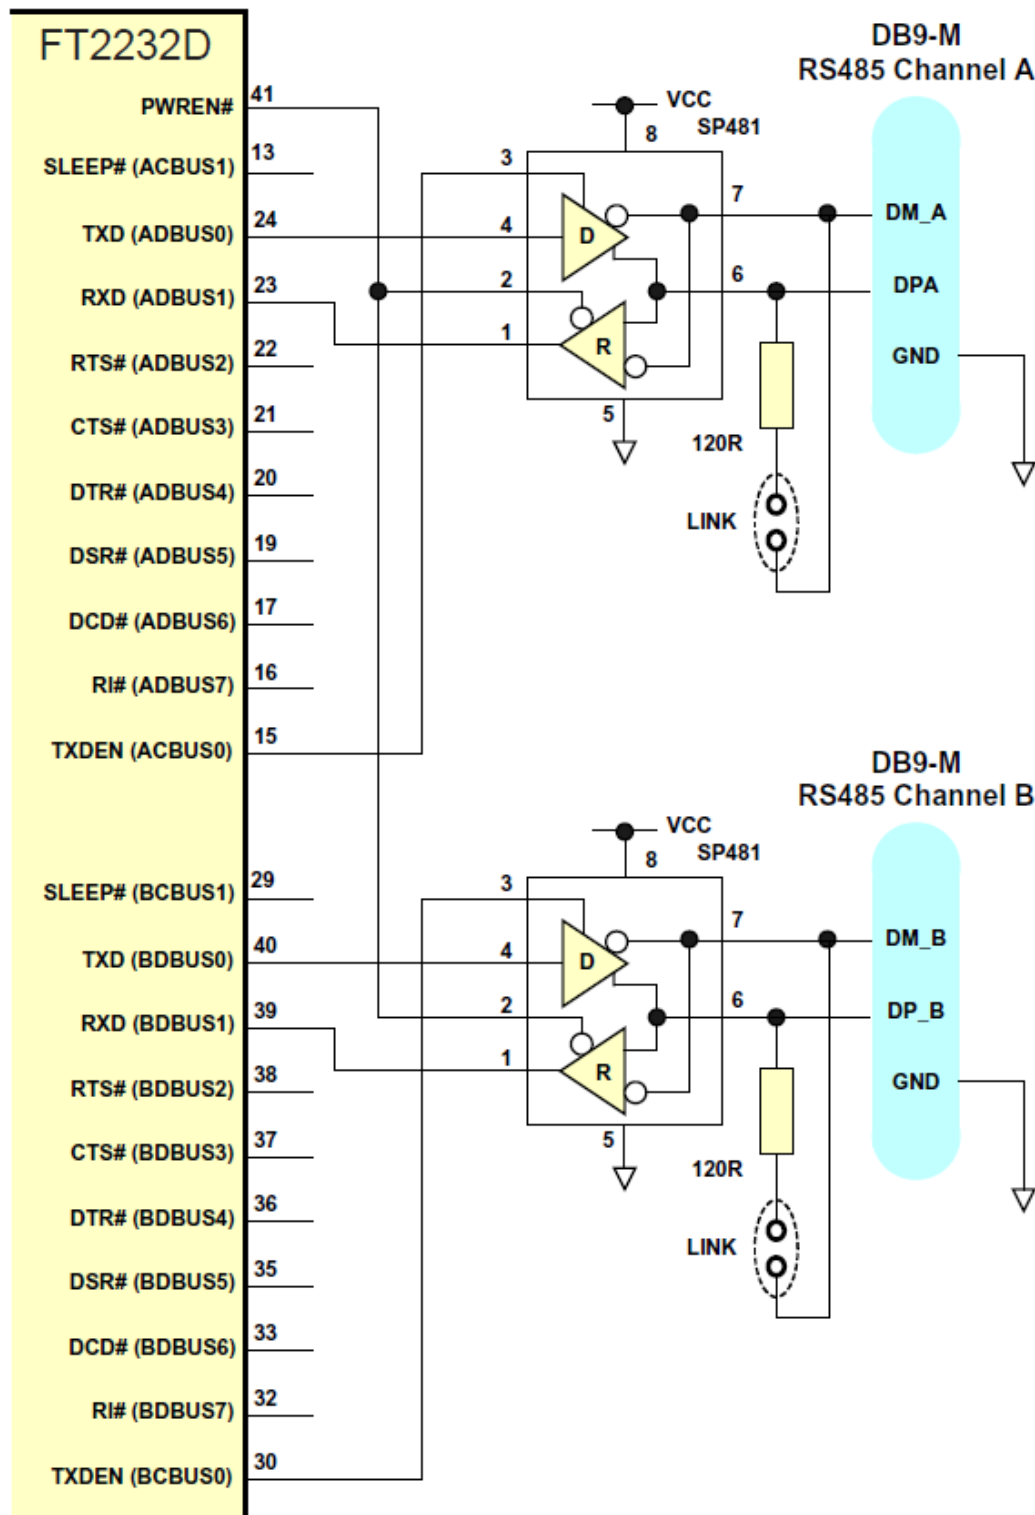 FT2232D
PWREN# 41
SLEEP# (ACBUS1) 13
TXD (ADBUS0) 24
RXD (ADBUS1) 23
RTS# (ADBUS2) 22
CTS# (ADBUS3) 21
DTR# (ADBUS4) 20
DSR# (ADBUS5) 19
DCD# (ADBUS6) 17
RI# (ADBUS7) 16
TXDEN (ACBUS0) 15
SLEEP# (BCBUS1) 29
TXD (BDBUS0) 40
RXD (BDBUS1) 39
RTS# (BDBUS2) 38
CTS# (BDBUS3) 37
DTR# (BDBUS4) 36
DSR# (BDBUS5) 35
DCD# (BDBUS6) 33
RI# (BDBUS7) 32
TXDEN (BCBUS0) 30
VCC
SP481
8
3
4
2
1
D
R
7
6
5
120R
LINK
DB9-M
RS485 Channel A
DM_A
DPA
GND
VCC
SP481
8
3
4
2
1
D
R
7
6
5
120R
LINK
DB9-M
RS485 Channel B
DM_B
DP_B
GND